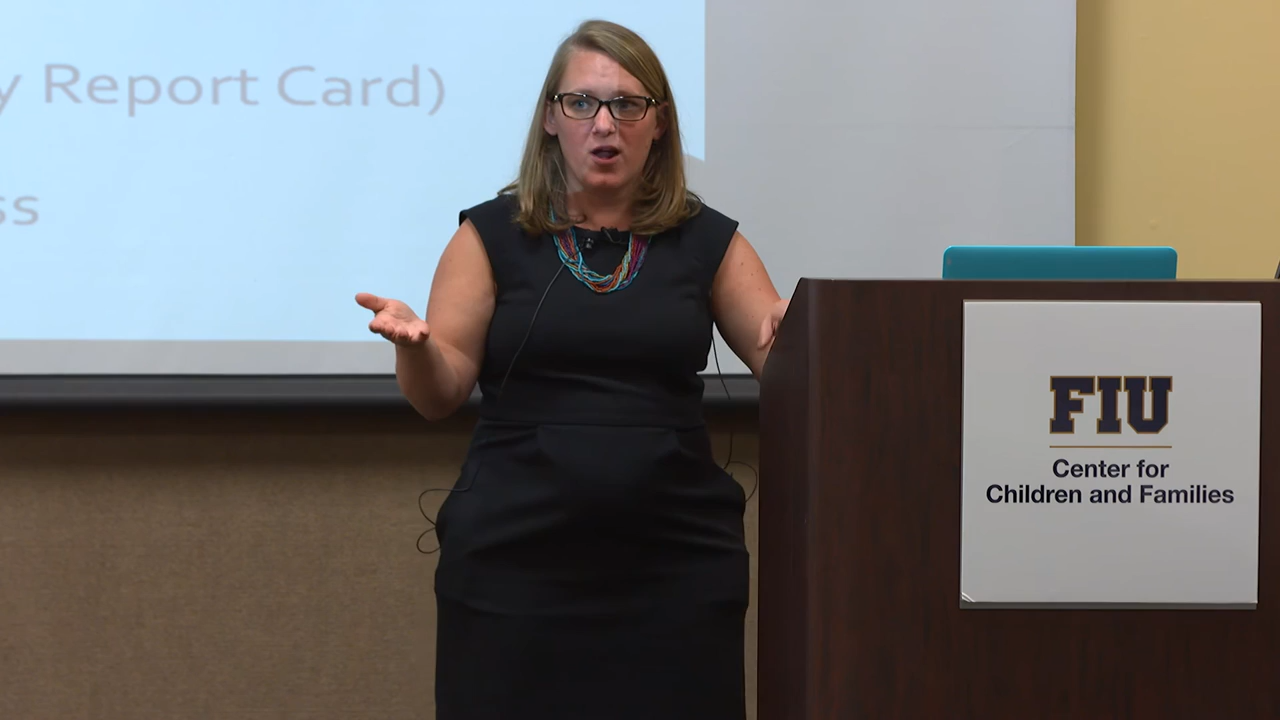 y Report Card)
ss
FIU
Center for
Children and Families